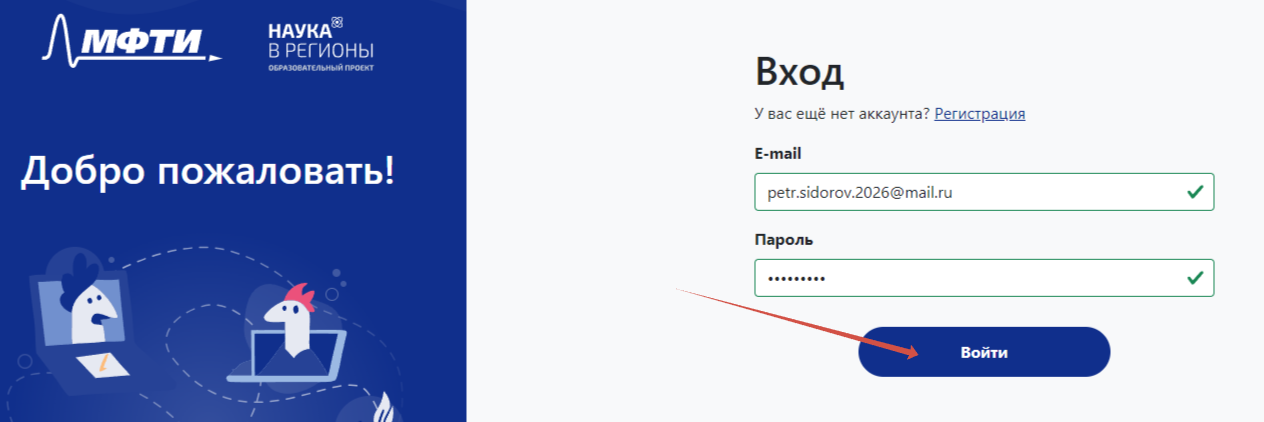 МФТИ
НАУКА
В РЕГИОНЫ
ОБРАЗОВАТЕЛЬНЫЙ ПРОЕКТ
Добро пожаловать!
Вход
У вас ещё нет аккаунта? Регистрация
E-mail
petr.sidorov.2026@mail.ru
Пароль
•••••••••
Войти